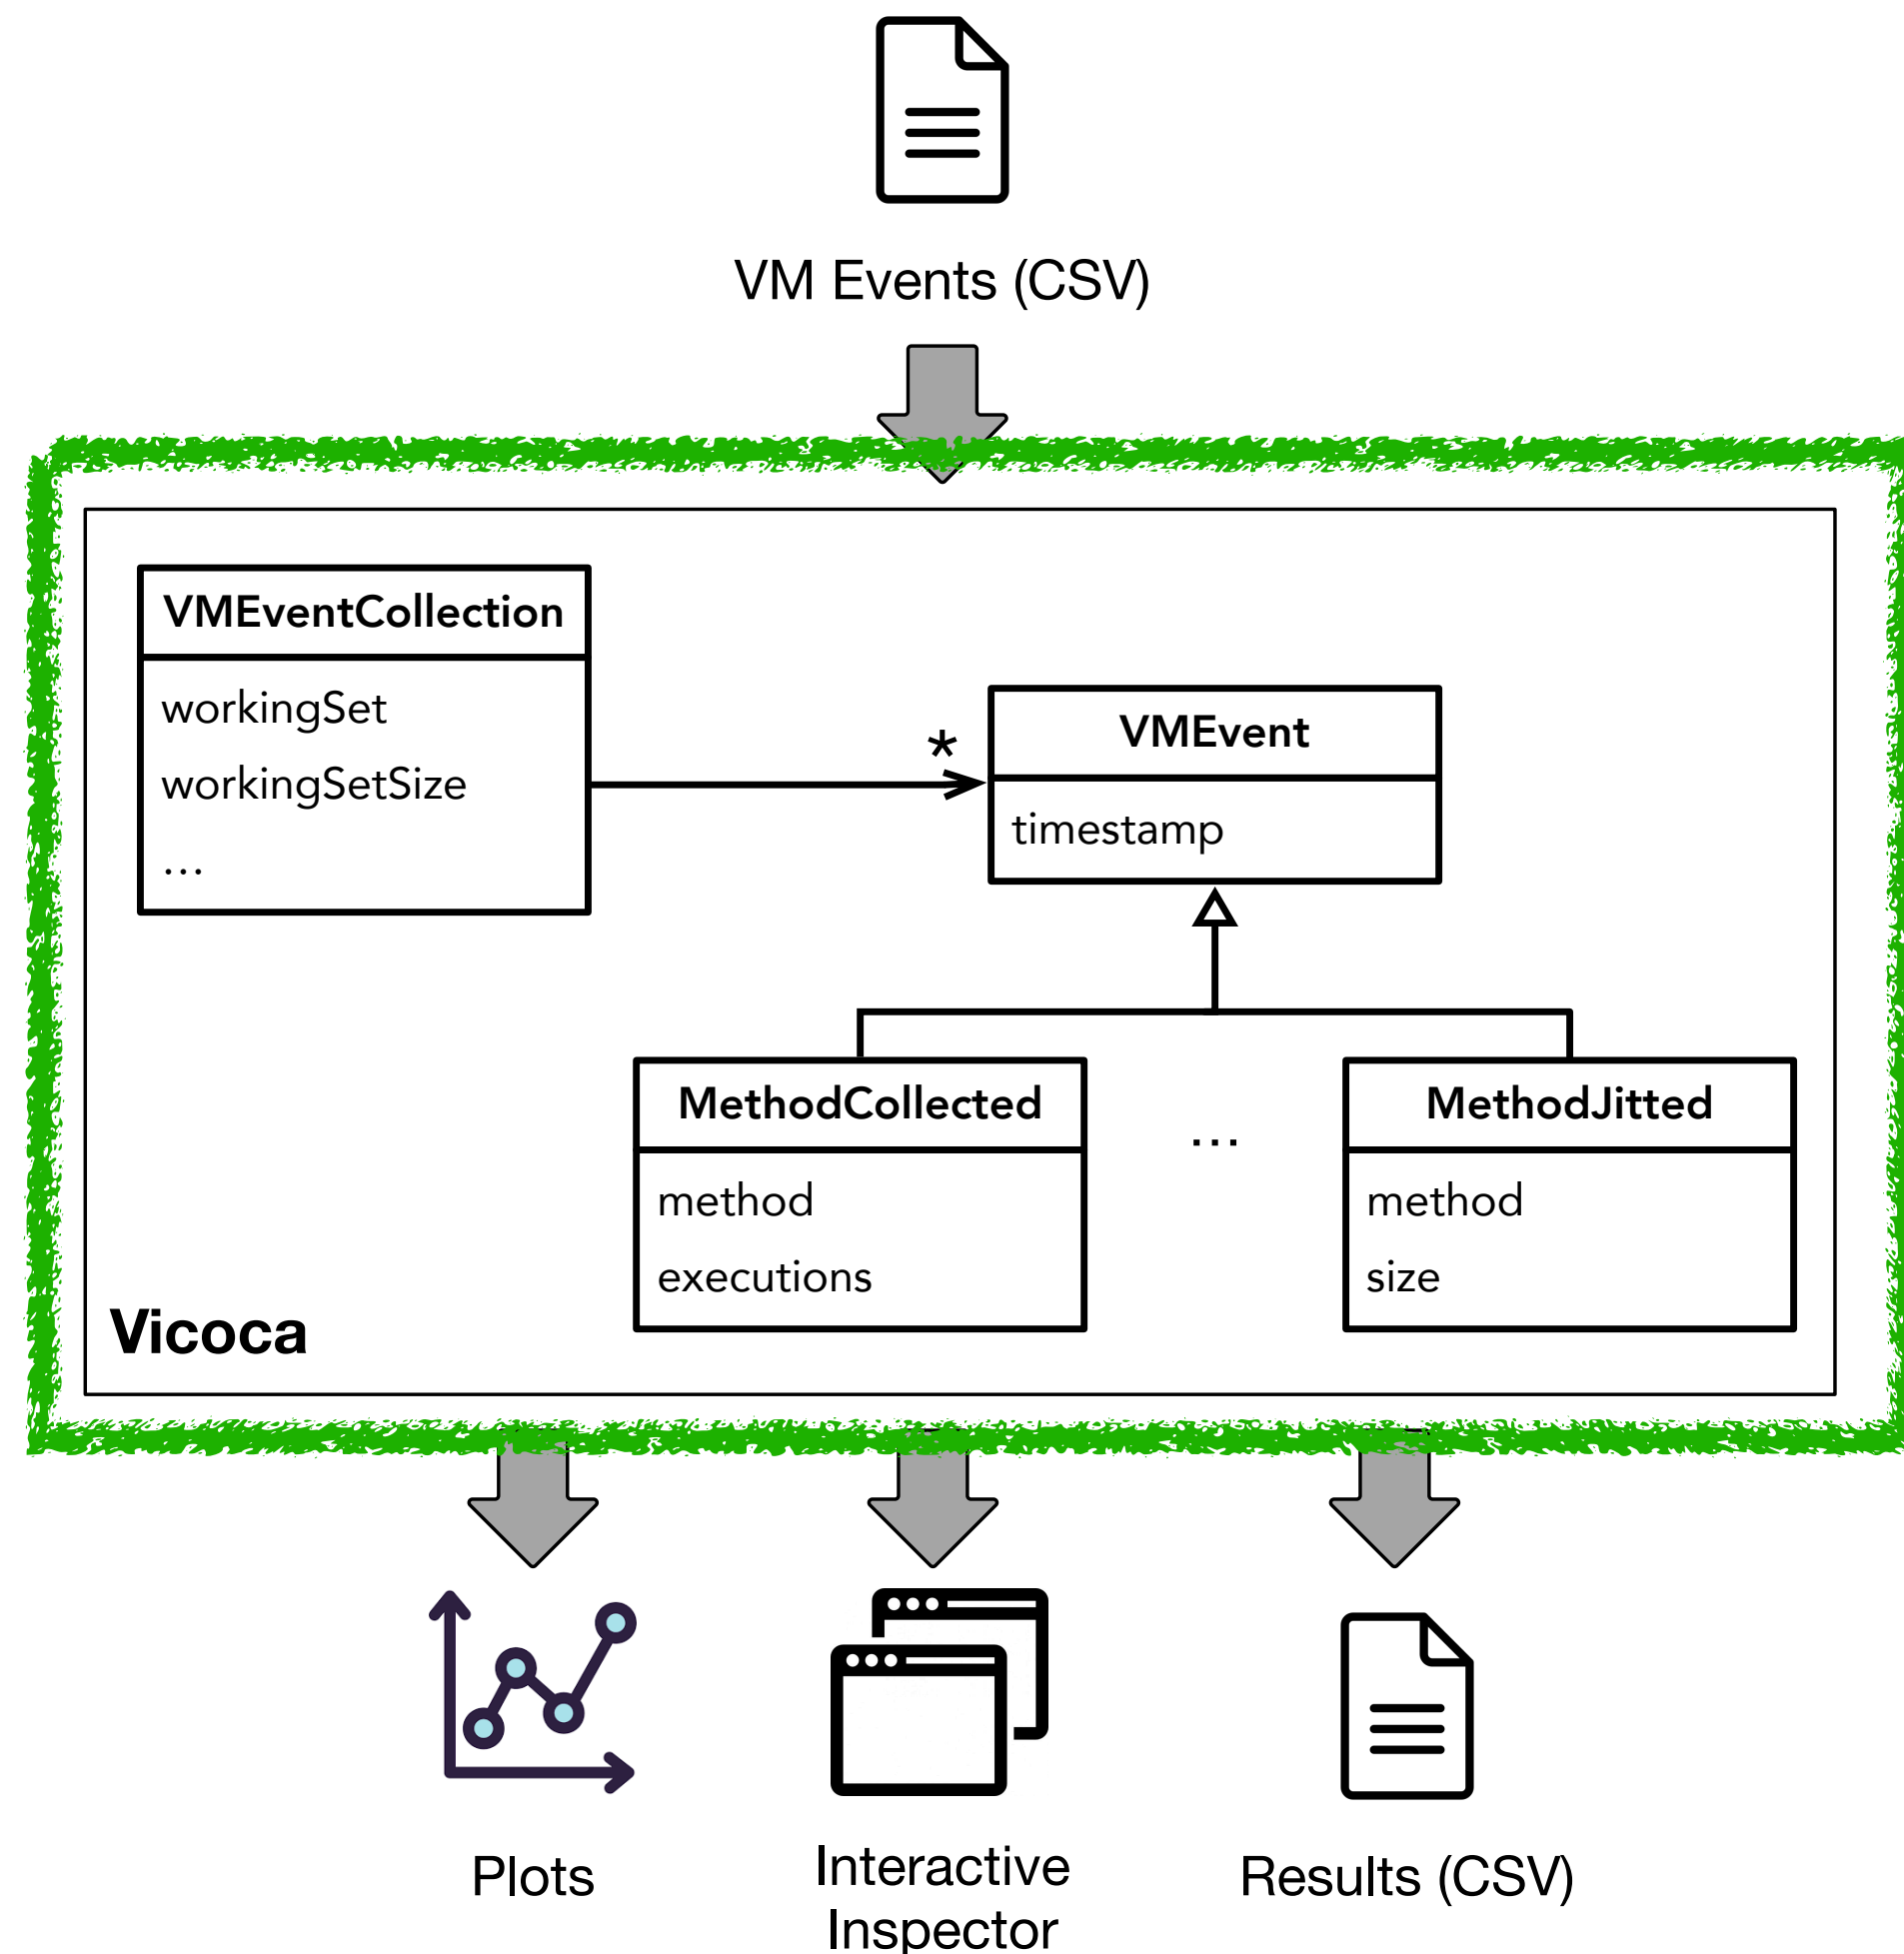 VM Events (CSV)
VMEventCollection
workingSet
workingSetSize
...
*
VMEvent
timestamp
MethodCollected
method
executions
...
MethodJitted
method
size
Vicoca
Plots
Interactive
Inspector
Results (CSV)